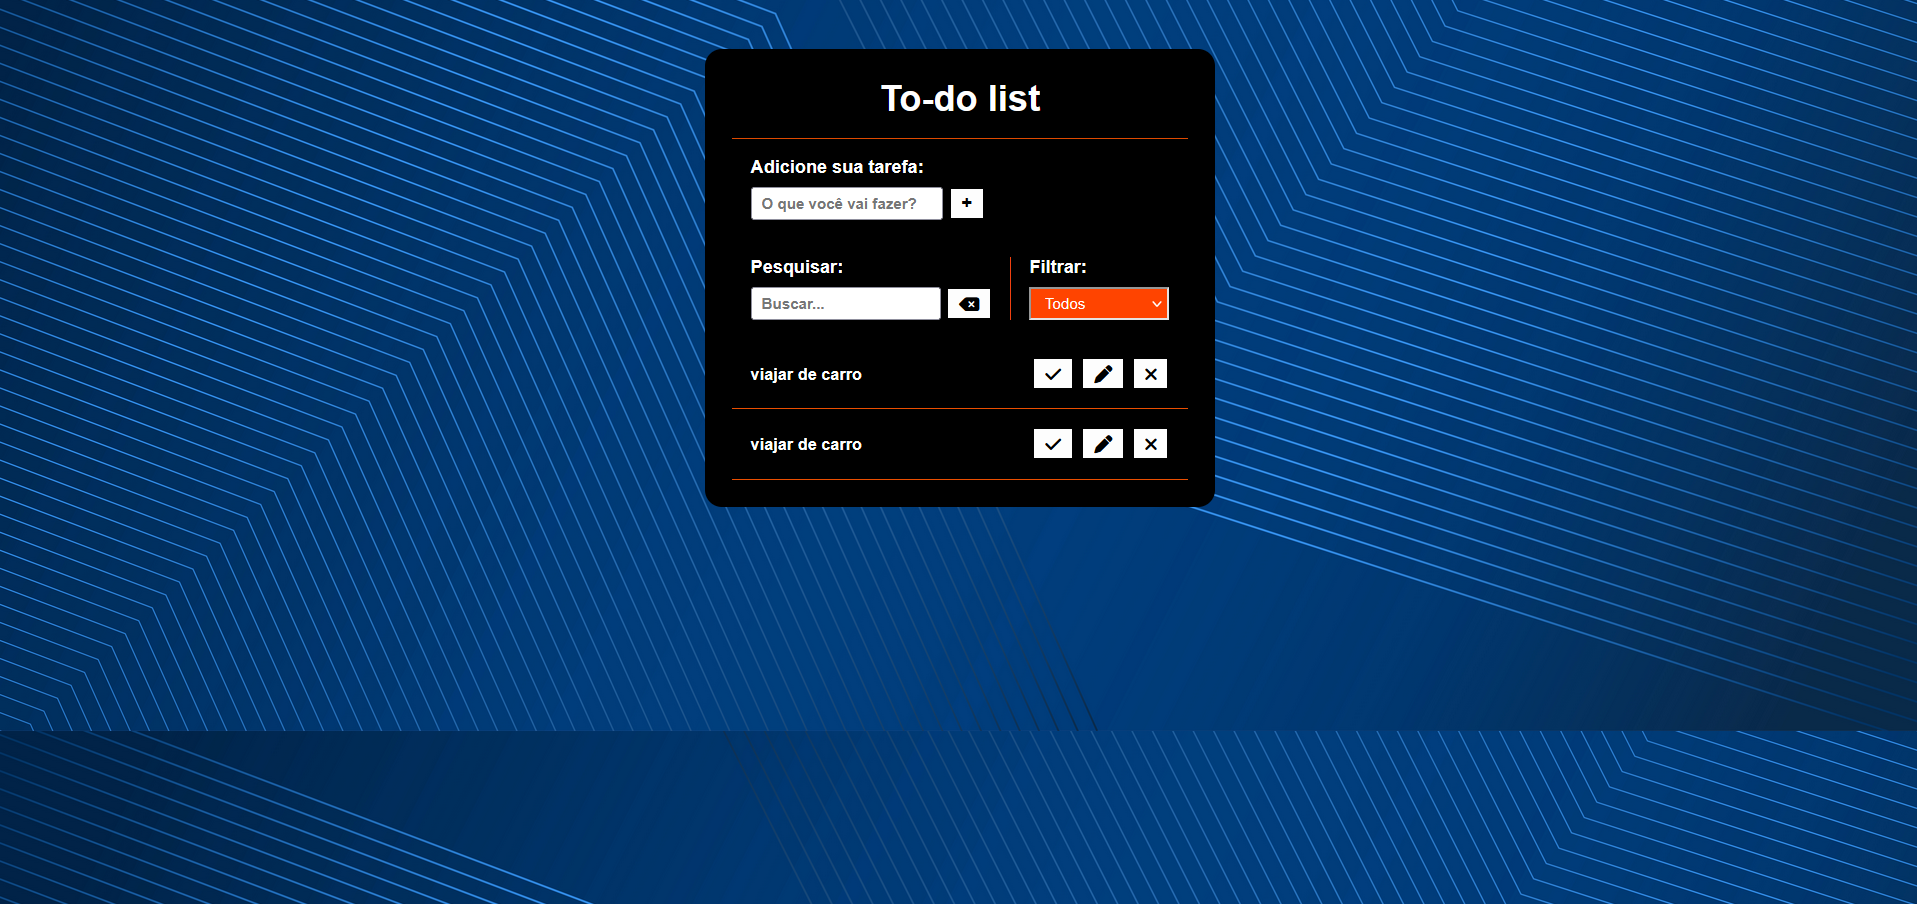 To-do list
Adicione sua tarefa:
O que você vai fazer?
+
Pesquisar:
Filtrar:
Buscar...
Todos
viajar de carro
viajar de carro